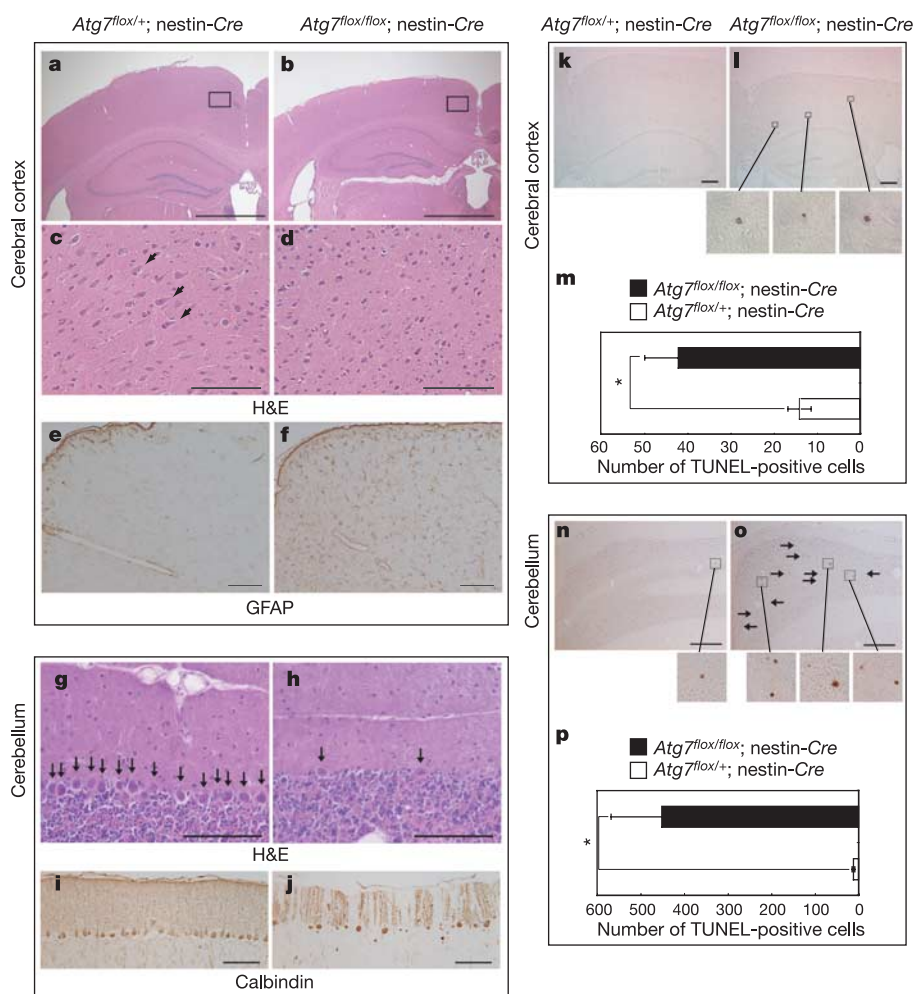 Atg7flox/+; nestin-Cre
Atg7flox/flox; nestin-Cre
Cerebral cortex
a
b
c
d
H&E
e
f
GFAP
Cerebellum
g
h
H&E
i
j
Calbindin
Atg7flox/+; nestin-Cre
Atg7flox/flox; nestin-Cre
Cerebral cortex
k
l
m
Atg7flox/flox; nestin-Cre
Atg7flox/+; nestin-Cre
*
60 50 40 30 20 10 0
Number of TUNEL-positive cells
Cerebellum
n
o
p
Atg7flox/flox; nestin-Cre
Atg7flox/+; nestin-Cre
*
600 500 400 300 200 100 0
Number of TUNEL-positive cells